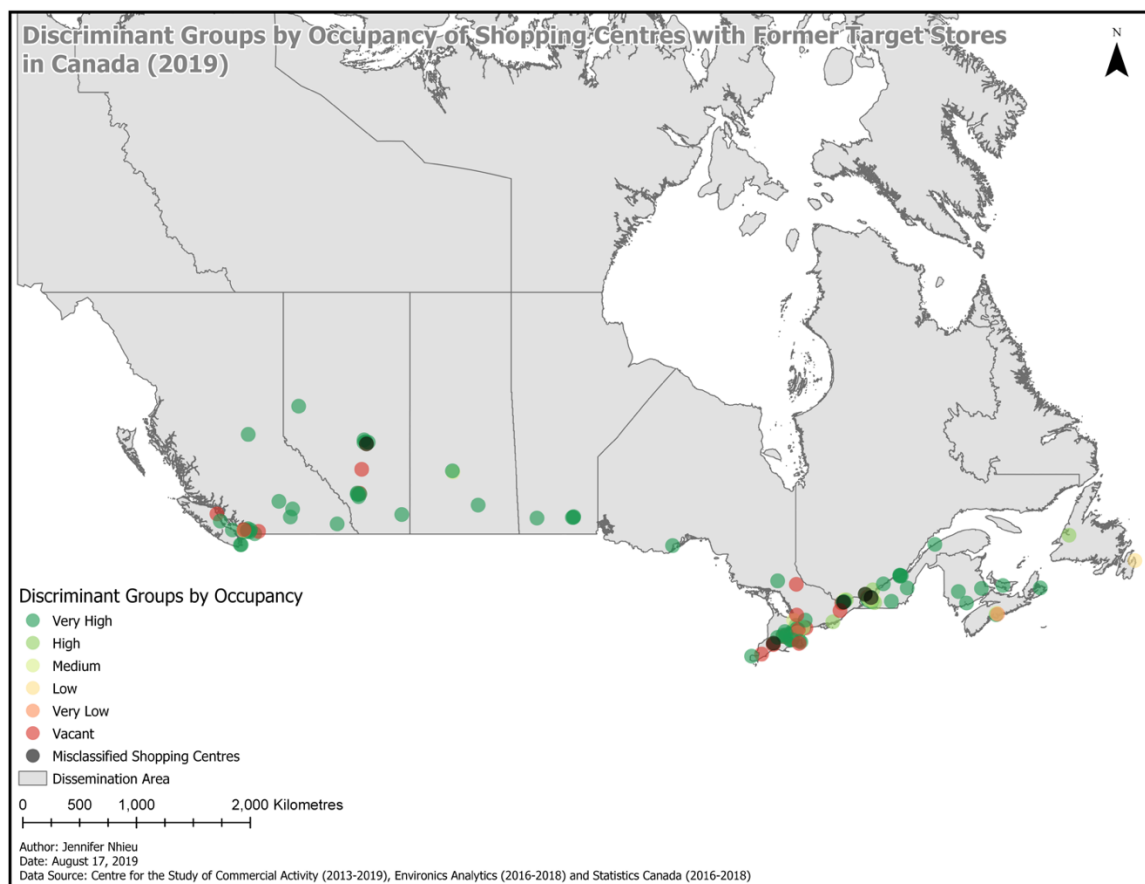 Discriminant Groups by Occupancy of Shopping Centres with Former Target Stores
in Canada (2019)
N
Discriminant Groups by Occupancy
Very High
High
Medium
Low
Very Low
Vacant
Misclassified Shopping Centres
Dissemination Area
0 500 1,000 2,000 Kilometres
Author: Jennifer Nhieu
Date: August 17, 2019
Data Source: Centre for the Study of Commercial Activity (2013-2019), Environics Analytics (2016-2018) and Statistics Canada (2016-2018)